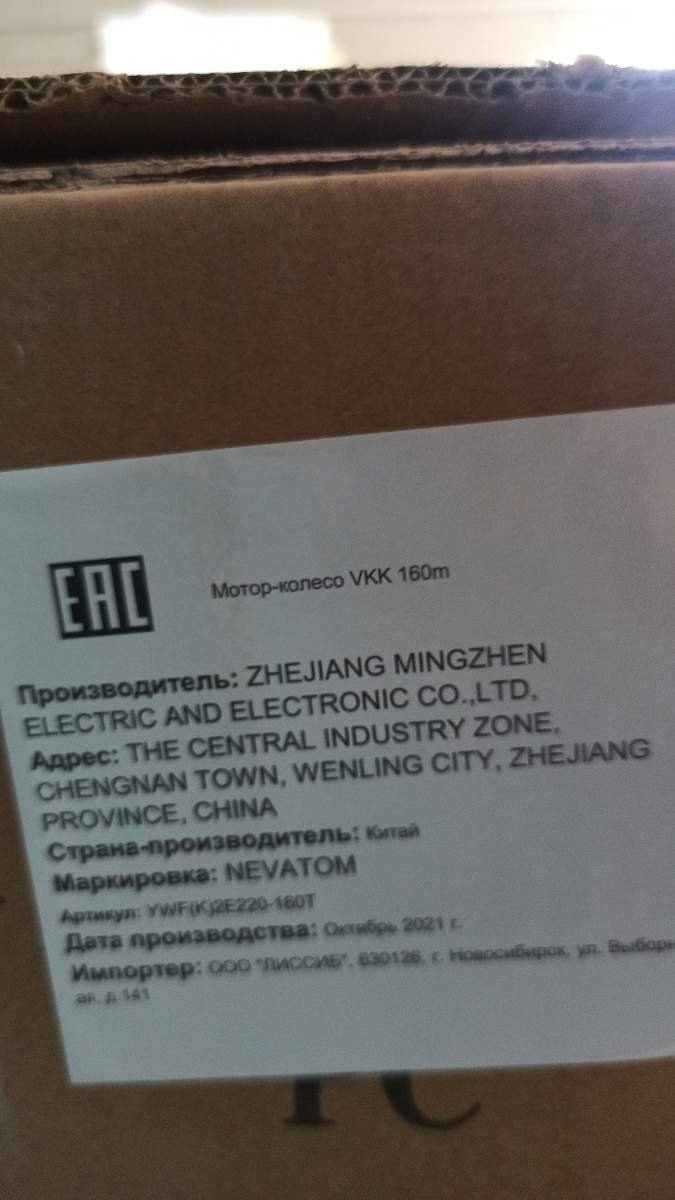 EAC
Мотор-колесо VKK 160m
Производитель: ZHEJIANG MINGZHEN
ELECTRIC AND ELECTRONIC CO.,LTD,
Адрес: THE CENTRAL INDUSTRY ZONE,
CHENGNAN TOWN, WENLING CITY, ZHEJIANG
PROVINCE, CHINA
Страна-производитель: Китай
Маркировка: NEVATOM
Артикул: YWF(K)2E220-160T
Дата производства: Октябрь 2021 г.
Импортер: ООО "ЛИССИБ", 630126, г. Новосибирск, ул. Выборн
ая, д.141